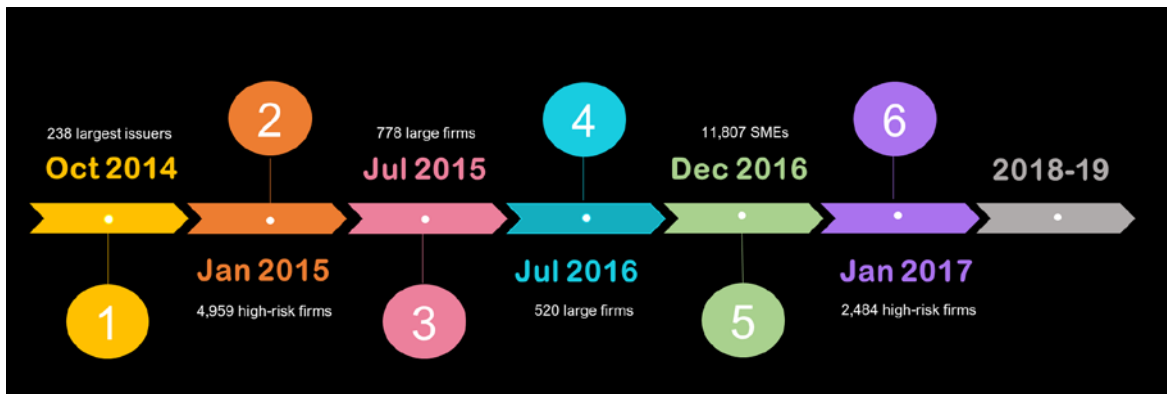 238 largest issuers
Oct 2014
1
2
Jan 2015
4,959 high-risk firms
778 large firms
Jul 2015
3
4
Jul 2016
520 large firms
11,807 SMEs
Dec 2016
5
6
Jan 2017
2,484 high-risk firms
2018-19